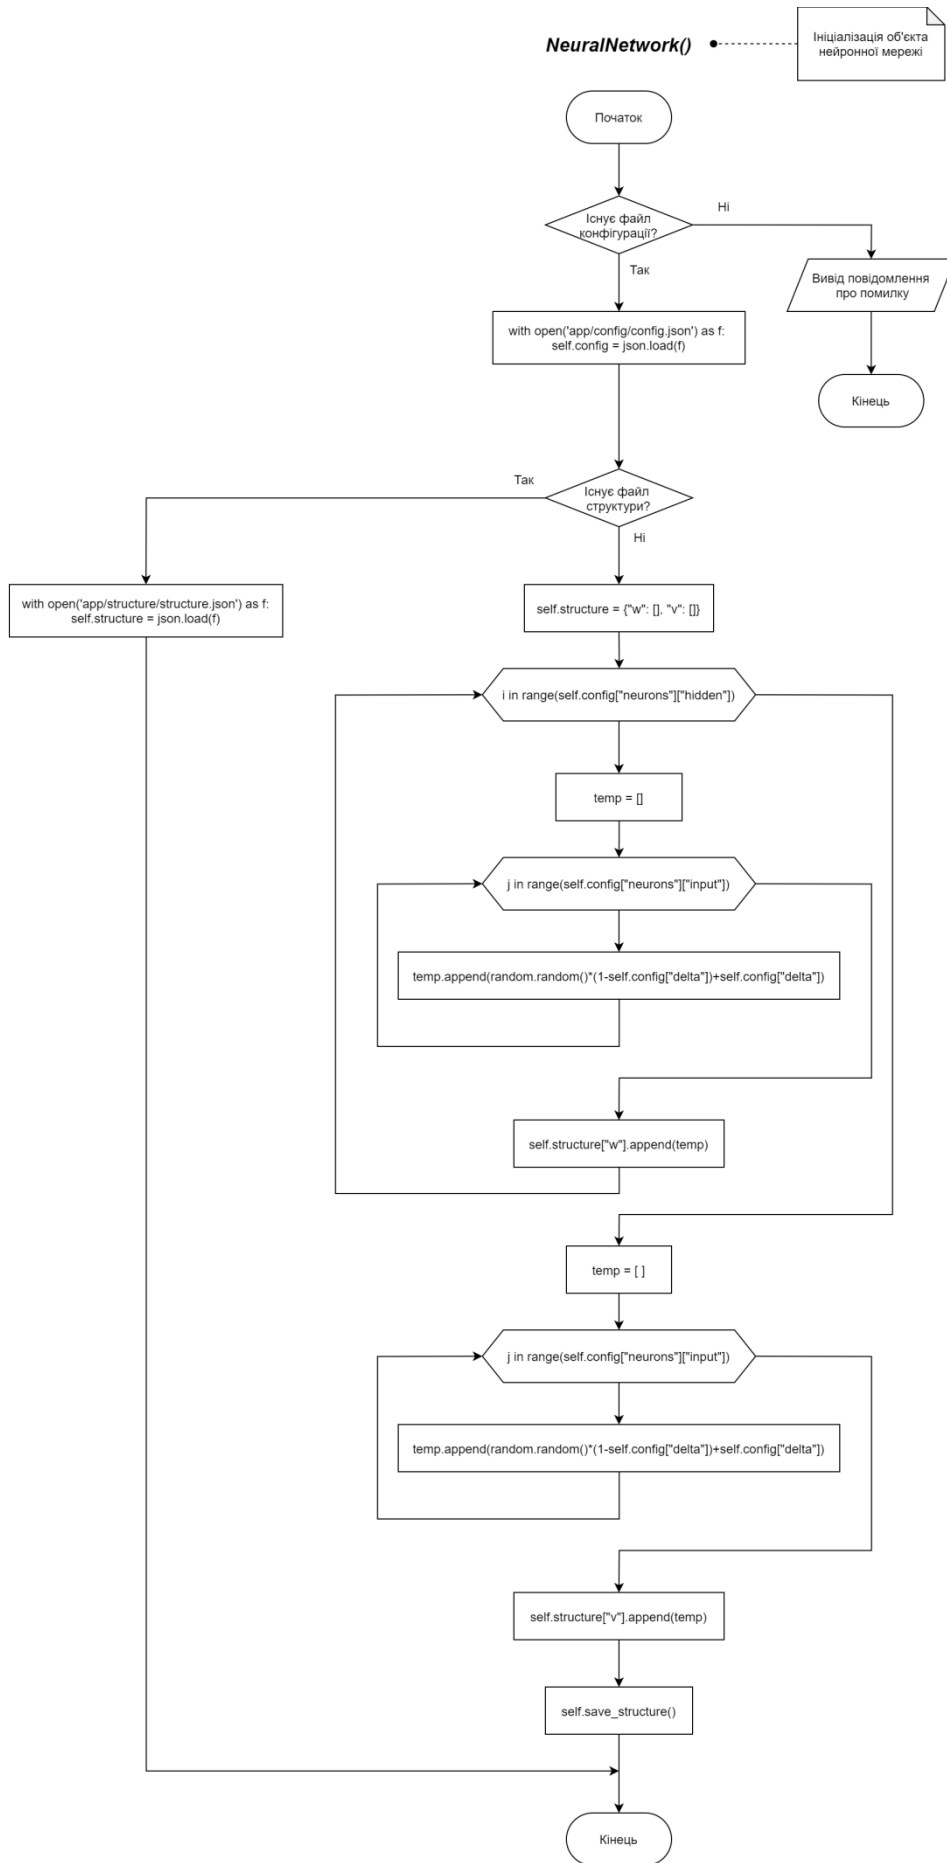 NeuralNetwork()
Ініціалізація об'єкта
нейронної мережі
Початок
Існує файл
конфігурації?
Ні
Так
Вивід повідомлення
про помилку
with open('app/config/config.json') as f:
self.config = json.load(f)
Кінець
Існує файл
структури?
Так
Ні
with open('app/structure/structure.json') as f:
self.structure = json.load(f)
self.structure = {"w": [], "v": []}
i in range(self.config["neurons"]["hidden"])
temp = []
j in range(self.config["neurons"]["input"])
temp.append(random.random()*(1-self.config["delta"])+self.config["delta"])
self.structure["w"].append(temp)
temp = [ ]
j in range(self.config["neurons"]["input"])
temp.append(random.random()*(1-self.config["delta"])+self.config["delta"])
self.structure["v"].append(temp)
self.save_structure()
Кінець